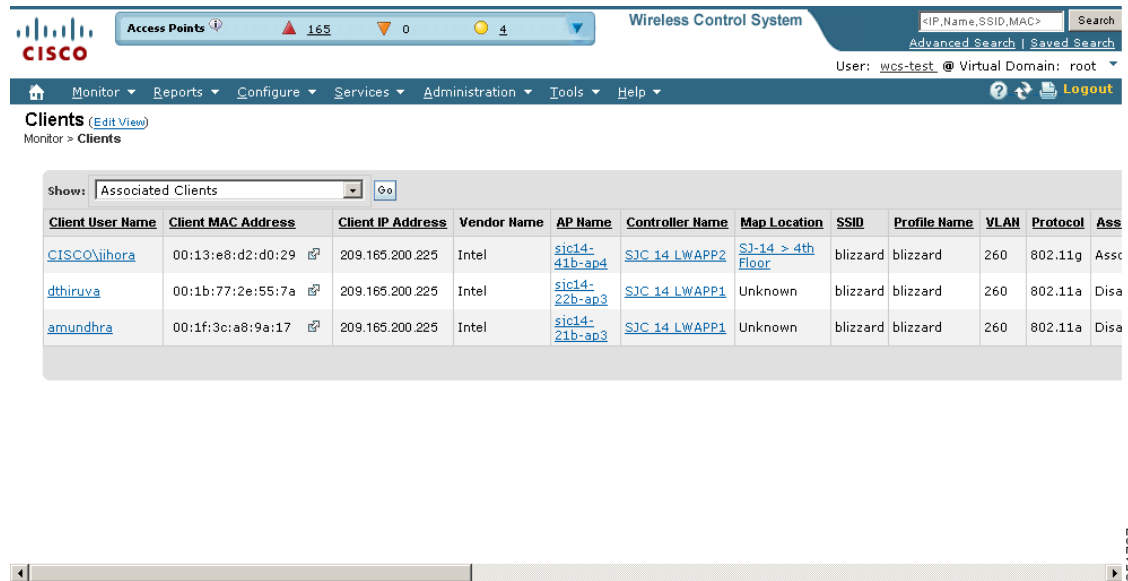 Access Points 165 0 4 Wireless Control System <IP,Name,SSID,MAC> Search
Advanced Search | Saved Search
CISCO
User: wcs-test @ Virtual Domain: root
Monitor Reports Configure Services Administration Tools Help Logout
Clients (Edit View)
Monitor > Clients
Show: Associated Clients Go
Client User Name Client MAC Address Client IP Address Vendor Name AP Name Controller Name Map Location SSID Profile Name VLAN Protocol Ass
CISCO\jihora 00:13:e8:d2:d0:29 209.165.200.225 Intel sjc14-41b-ap4 SJC 14 LWAPP2 SJ-14 > 4th Floor blizzard blizzard 260 802.11g Asso
dthiruva 00:1b:77:2e:55:7a 209.165.200.225 Intel sjc14-22b-ap3 SJC 14 LWAPP1 Unknown blizzard blizzard 260 802.11a Disa
amundhra 00:1f:3c:a8:9a:17 209.165.200.225 Intel sjc14-21b-ap3 SJC 14 LWAPP1 Unknown blizzard blizzard 260 802.11a Disa